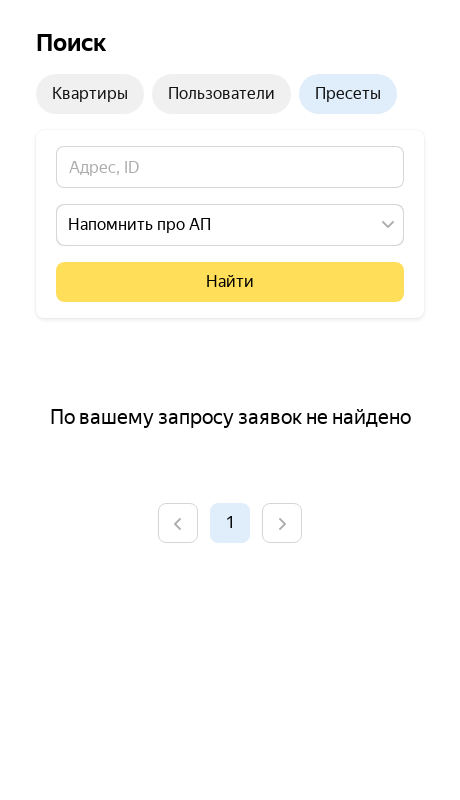 Поиск
Квартиры Пользователи Пресеты
Адрес, ID
Напомнить про АП
Найти
По вашему запросу заявок не найдено
1